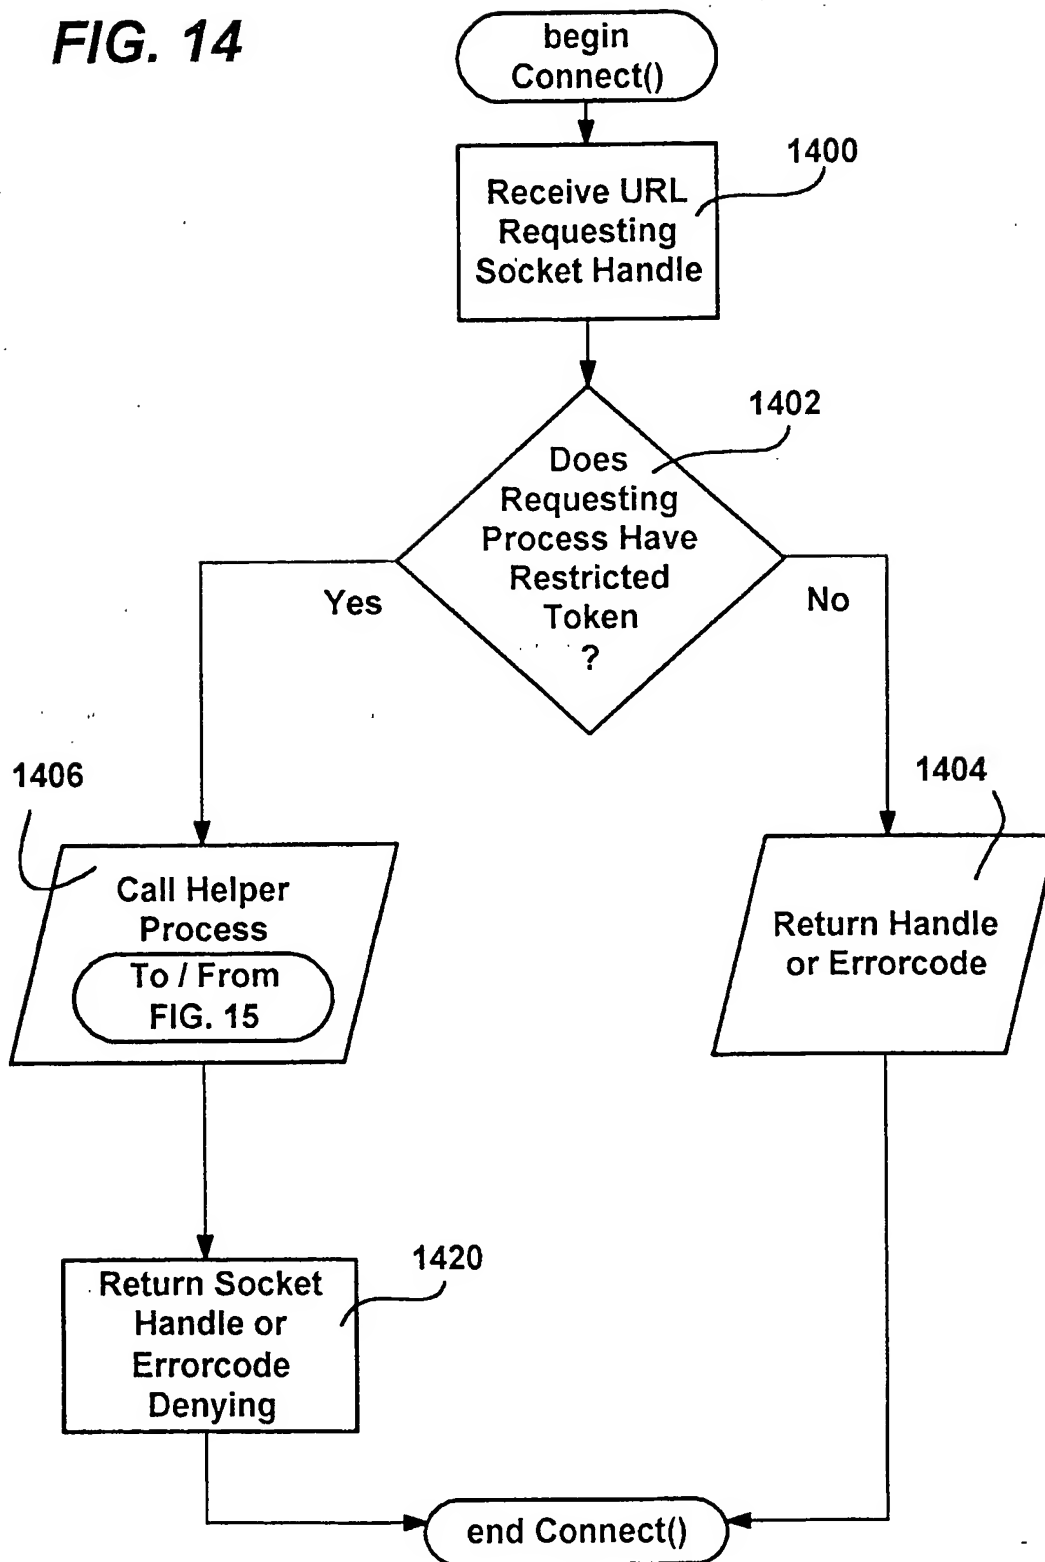 FIG. 14
begin
Connect()
1400
Receive URL
Requesting
Socket Handle
1402
Does
Requesting
Process Have
Restricted
Token
?
Yes
No
1406
1404
Call Helper
Process
To / From
FIG. 15
Return Handle
or Errorcode
1420
Return Socket
Handle or
Errorcode
Denying
end Connect()